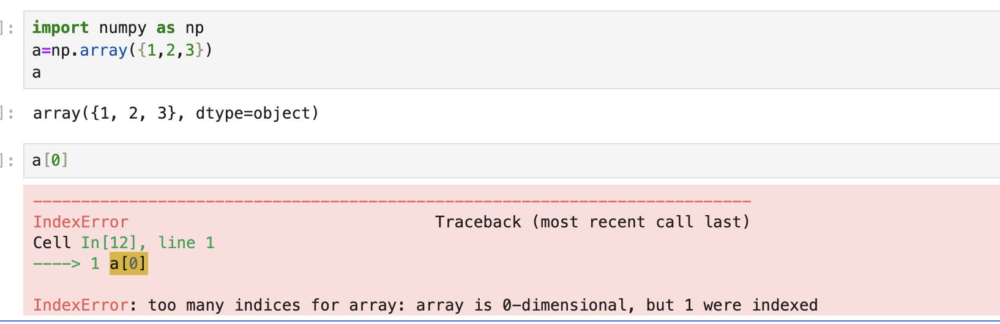 ]: import numpy as np
a=np.array({1,2,3})
a
]: array({1, 2, 3}, dtype=object)
]: a[0]
---------------------------------------------------------------------------
IndexError                                Traceback (most recent call last)
Cell In[12], line 1
----> 1 a[0]
IndexError: too many indices for array: array is 0-dimensional, but 1 were indexed